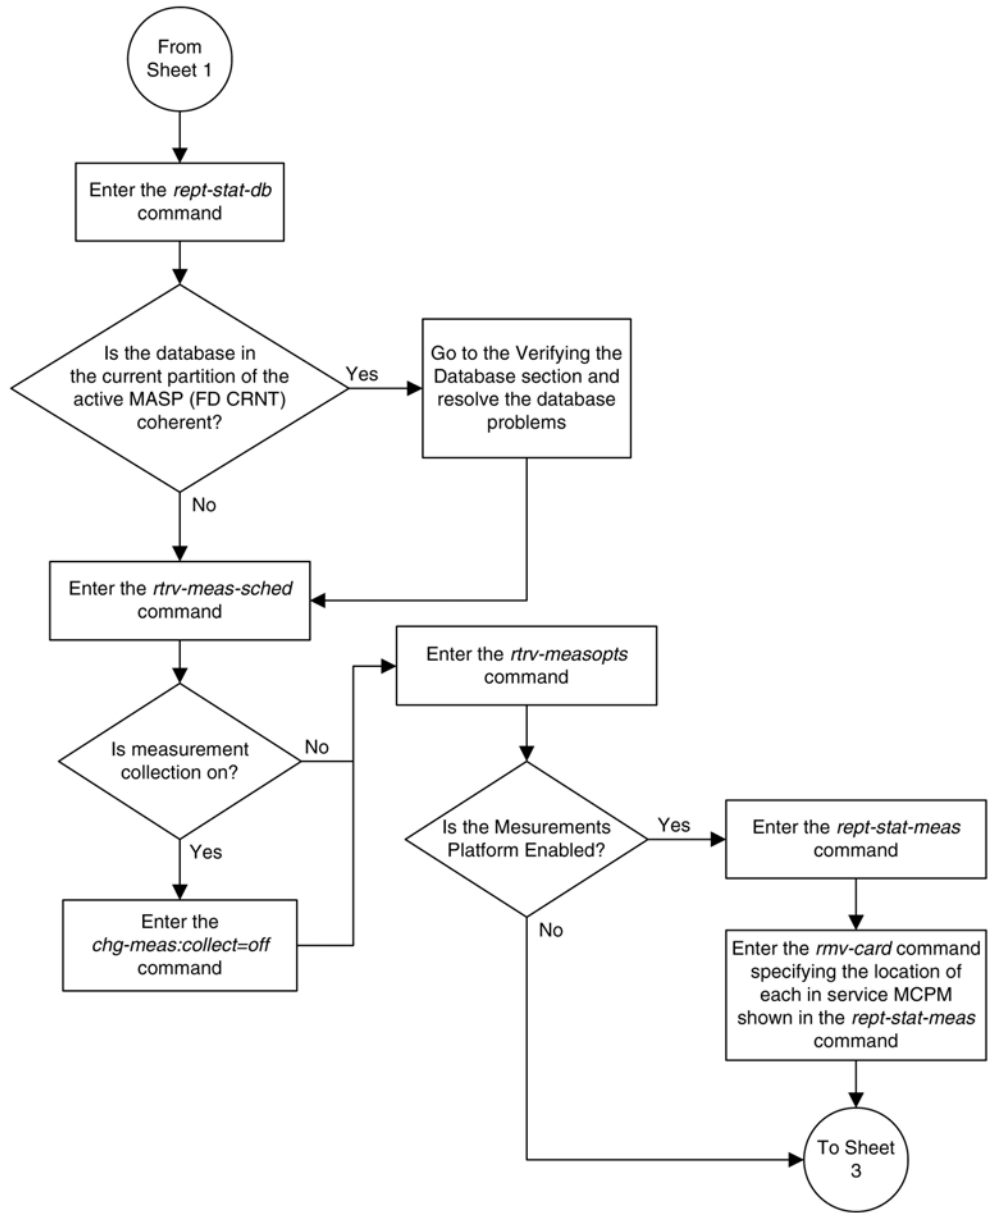 From
Sheet 1
Enter the rept-stat-db
command
Is the database in
the current partition of the
active MASP (FD CRNT)
coherent?
Yes
Go to the Verifying the
Database section and
resolve the database
problems
No
Enter the rtrv-meas-sched
command
Is measurement
collection on?
No
Yes
Enter the
chg-meas:collect=off
command
Enter the rtrv-measopts
command
Is the Mesurements
Platform Enabled?
Yes
No
Enter the rept-stat-meas
command
Enter the rmv-card command
specifying the location of
each in service MCPM
shown in the rept-stat-meas
command
To Sheet
3